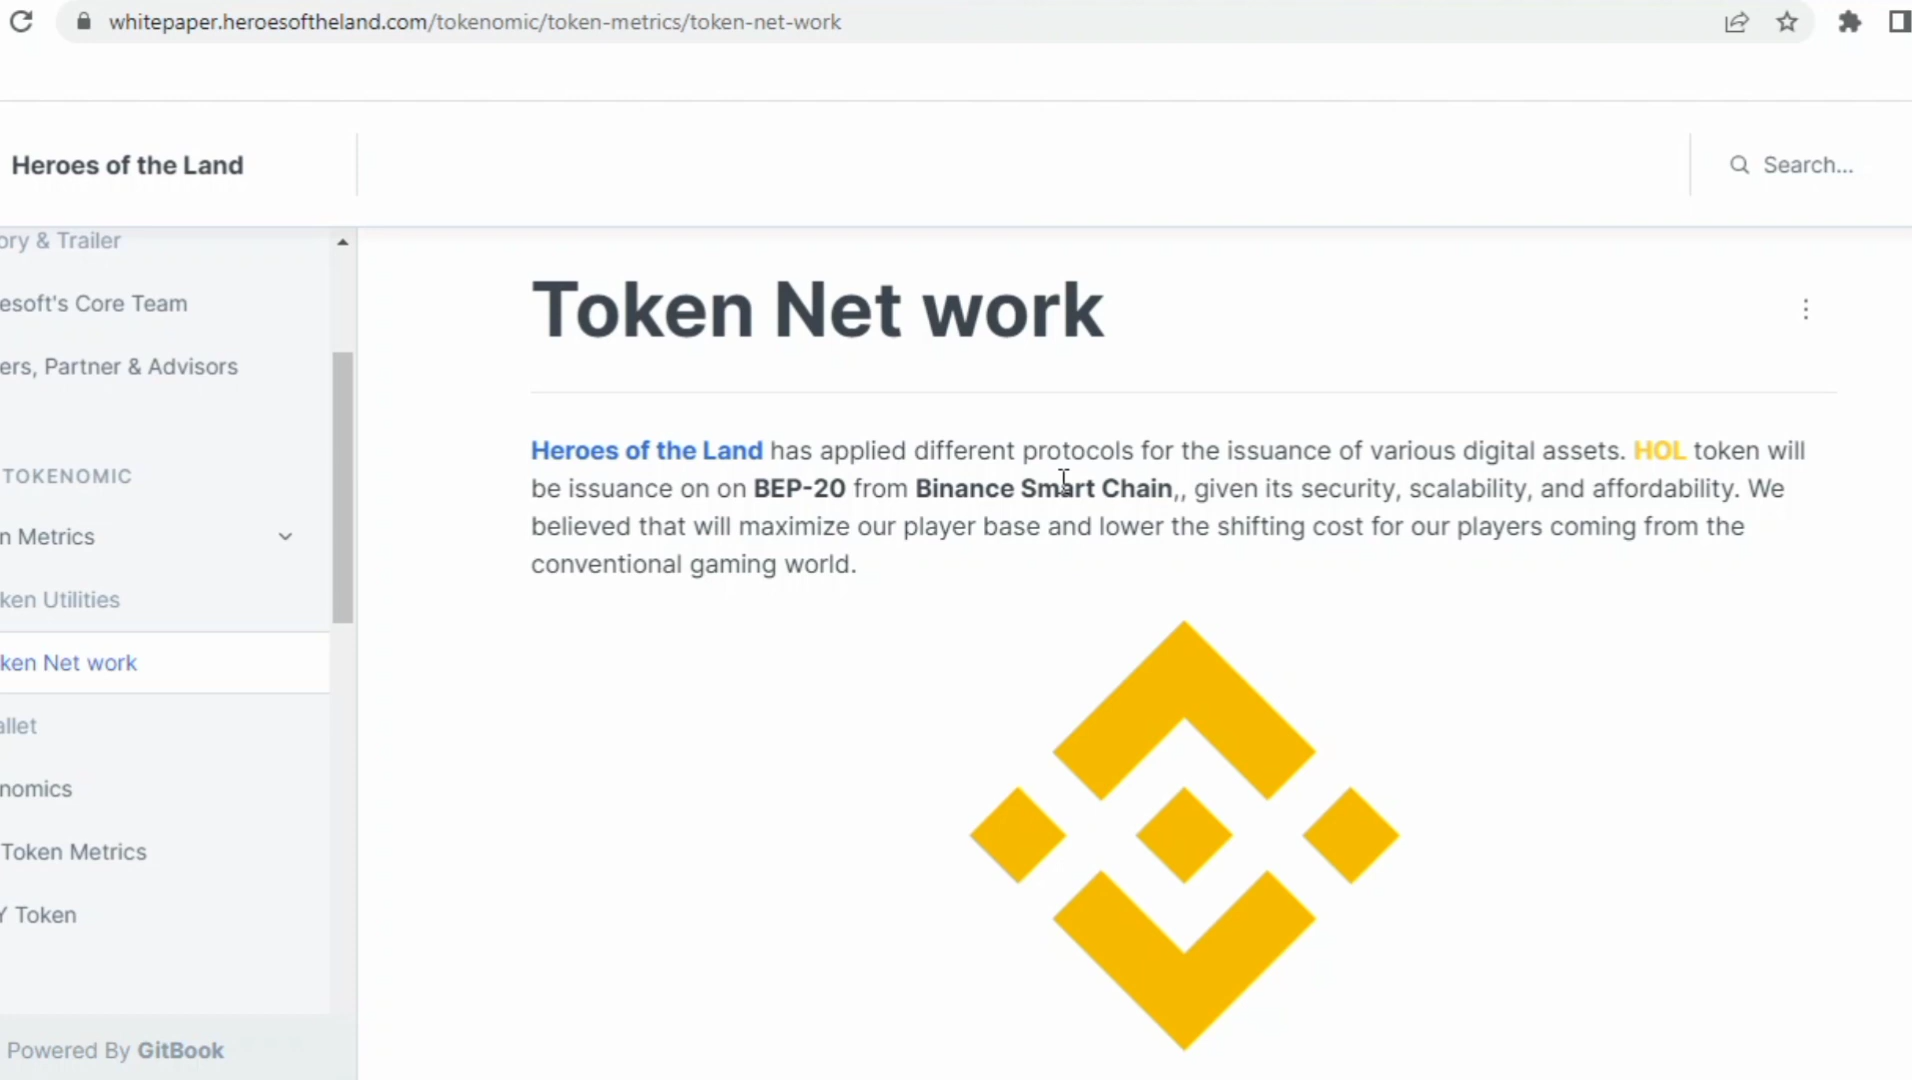 whitepaper.heroesoftheland.com/tokenomic/token-metrics/token-net-work
Heroes of the Land
Search...
ory & Trailer
esoft's Core Team
ers, Partner & Advisors
TOKENOMIC
n Metrics
ken Utilities
ken Net work
allet
nomics
Token Metrics
Y Token
Powered By GitBook
Token Net work
Heroes of the Land has applied different protocols for the issuance of various digital assets. HOL token will
be issuance on on BEP-20 from Binance Smart Chain,, given its security, scalability, and affordability. We
believed that will maximize our player base and lower the shifting cost for our players coming from the
conventional gaming world.